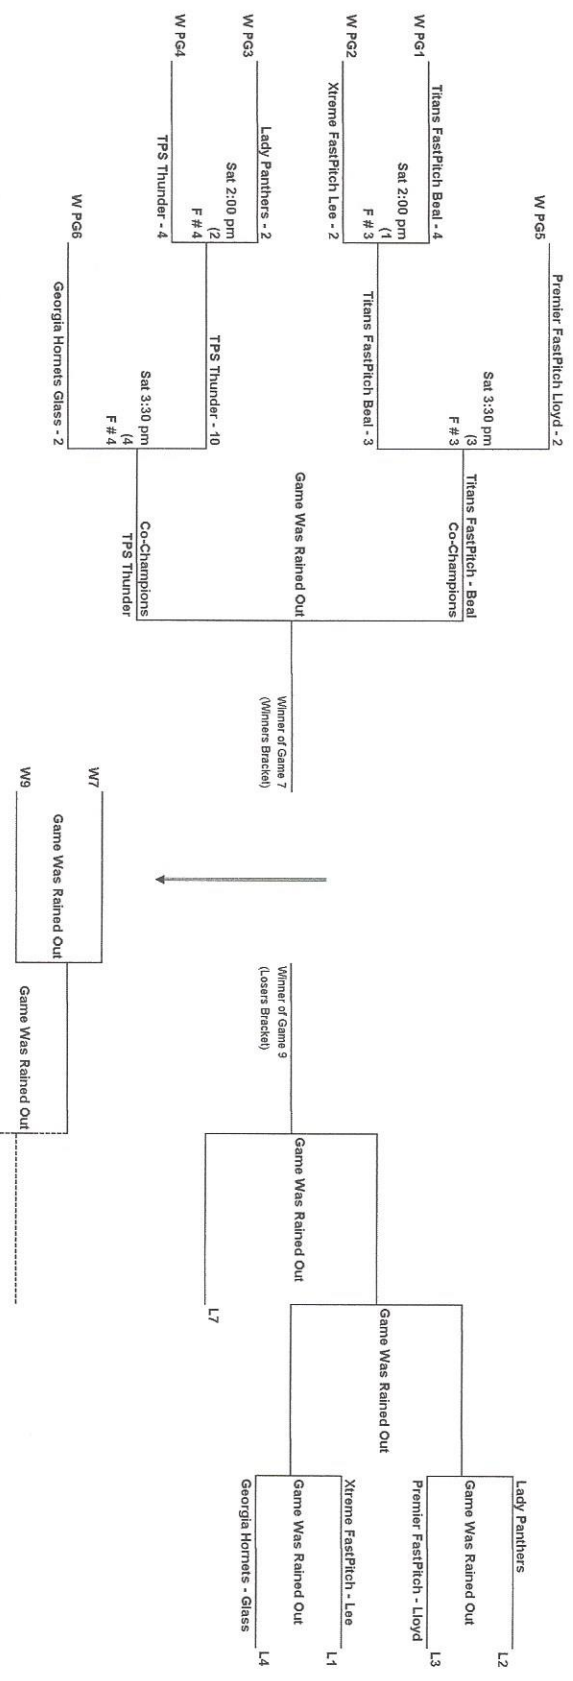 W PG5
Premier FastPitch Lloyd - 2
Sat 3:30 pm
(3
F # 3
W PG1
Titans FastPitch Beal - 4
Sat 2:00 pm
(1
F # 3
W PG2
Xtreme FastPitch Lee - 2
Titans FastPitch Beal - 3
Titans FastPitch - Beal
Co-Champions
Game Was Rained Out
Winner of Game 7
(Winners Bracket)
W PG3
Lady Panthers - 2
Sat 2:00 pm
(2
F # 4
W PG4
TPS Thunder - 4
TPS Thunder - 10
Sat 3:30 pm
(4
F # 4
W PG6
Georgia Hornets Glass - 2
Co-Champions
TPS Thunder
W7
Game Was Rained Out
W9
Game Was Rained Out
Winner of Game 9
(Losers Bracket)
Game Was Rained Out
L7
Game Was Rained Out
Lady Panthers
L2
Game Was Rained Out
Premier FastPitch - Lloyd
L3
Xtreme FastPitch - Lee
L1
Game Was Rained Out
Georgia Hornets - Glass
L4